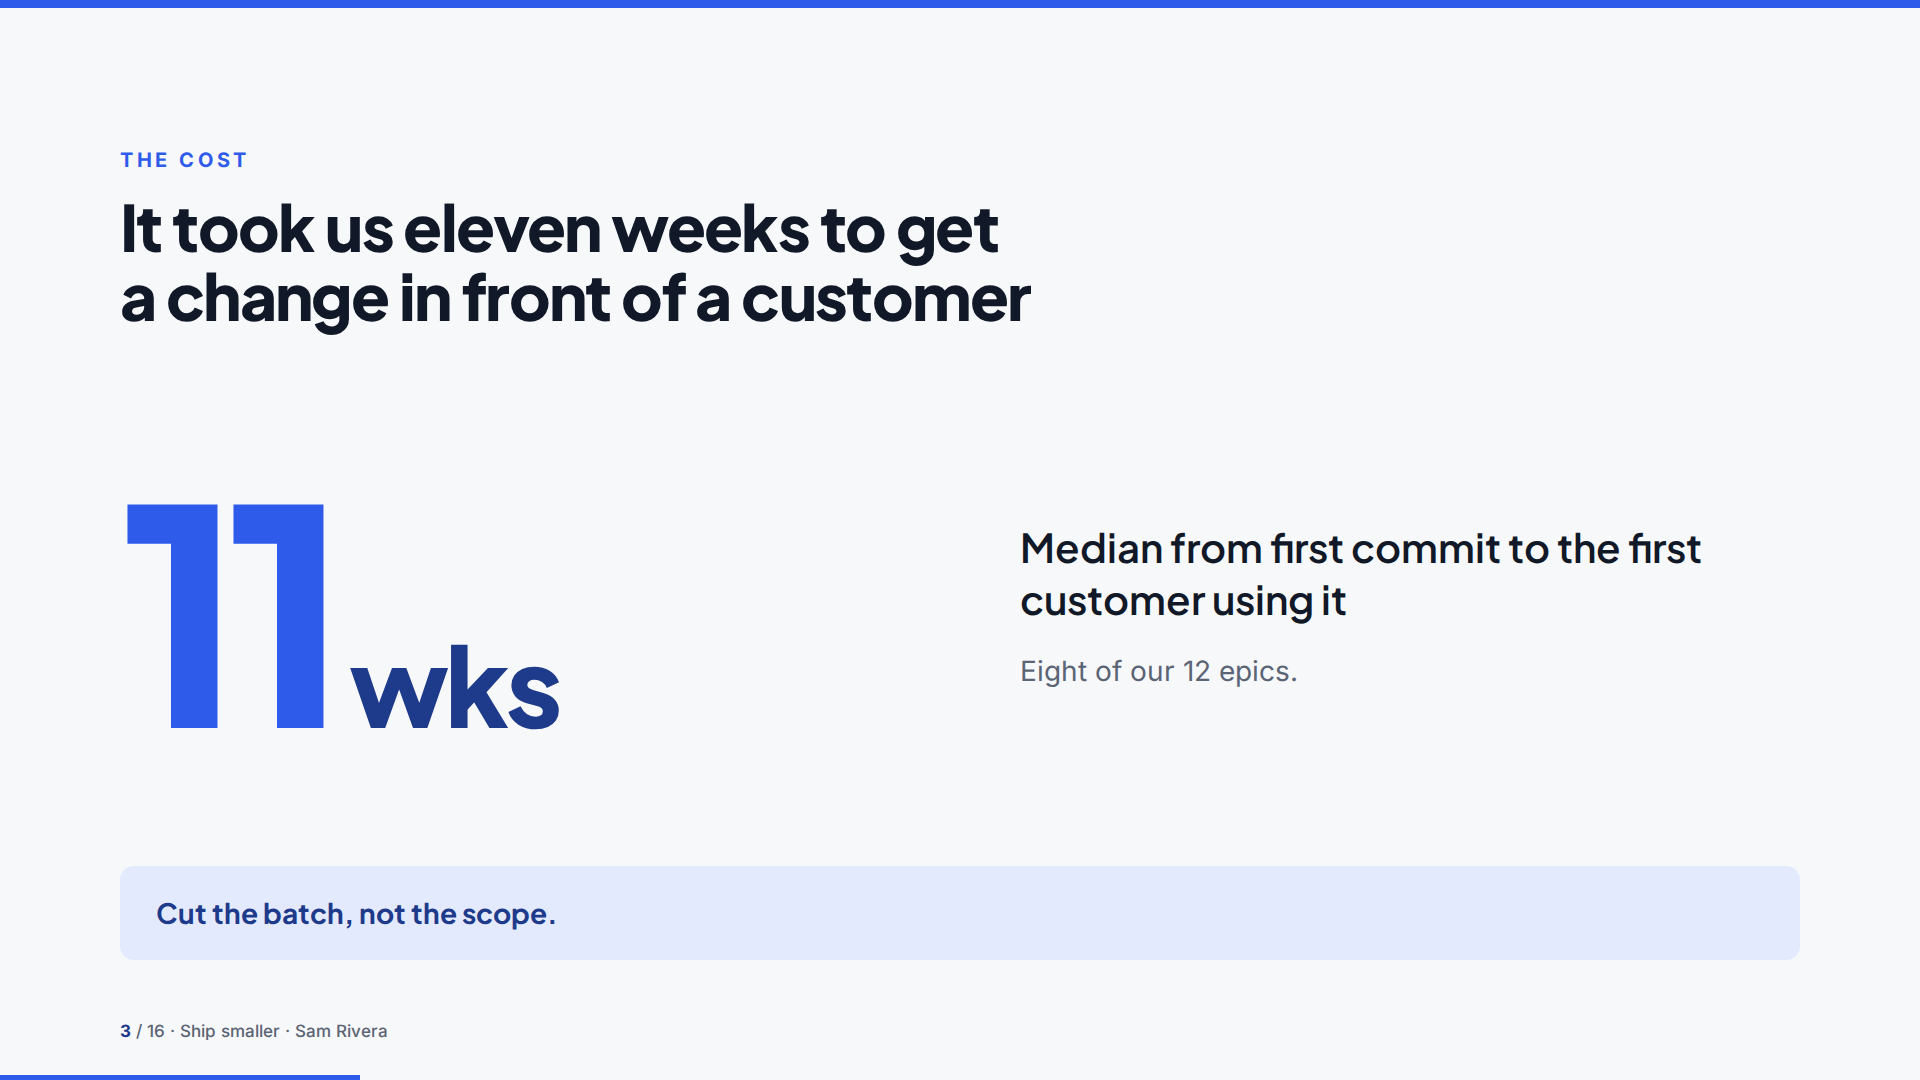 THE COST
It took us eleven weeks to get
a change in front of a customer
11 wks
Median from first commit to the first
customer using it
Eight of our 12 epics.
Cut the batch, not the scope.
3 / 16 · Ship smaller · Sam Rivera